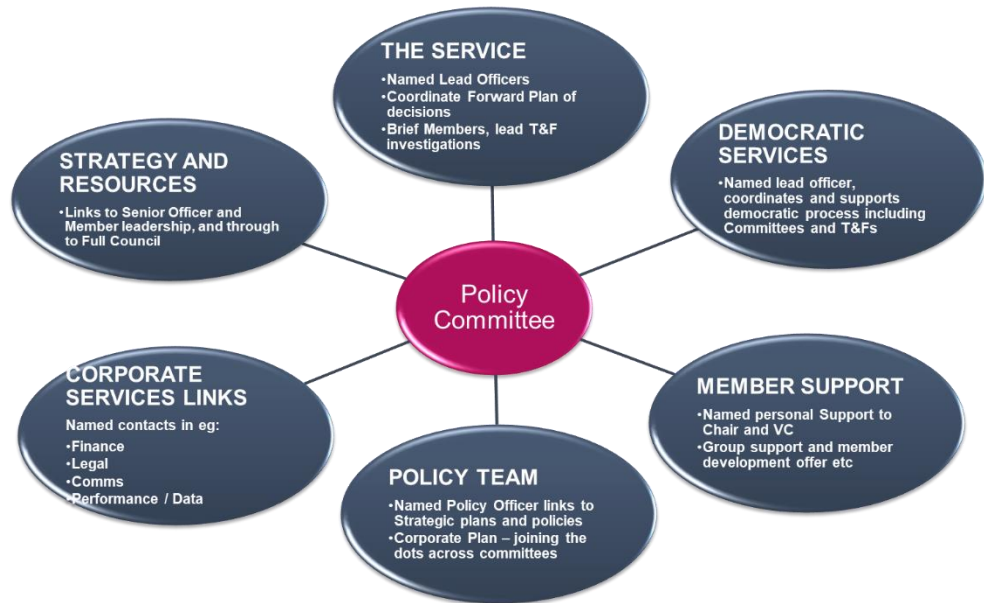 THE SERVICE
•Named Lead Officers
•Coordinate Forward Plan of
decisions
•Brief Members, lead T&F
investigations
DEMOCRATIC
SERVICES
•Named lead officer,
coordinates and supports
democratic process including
Committees and T&Fs
STRATEGY AND
RESOURCES
•Links to Senior Officer and
Member leadership, and through
to Full Council
Policy
Committee
CORPORATE
SERVICES LINKS
Named contacts in eg:
•Finance
•Legal
•Comms
•Performance / Data
MEMBER SUPPORT
•Named personal Support to
Chair and VC
•Group support and member
development offer etc
POLICY TEAM
•Named Policy Officer links to
Strategic plans and policies
•Corporate Plan – joining the
dots across committees